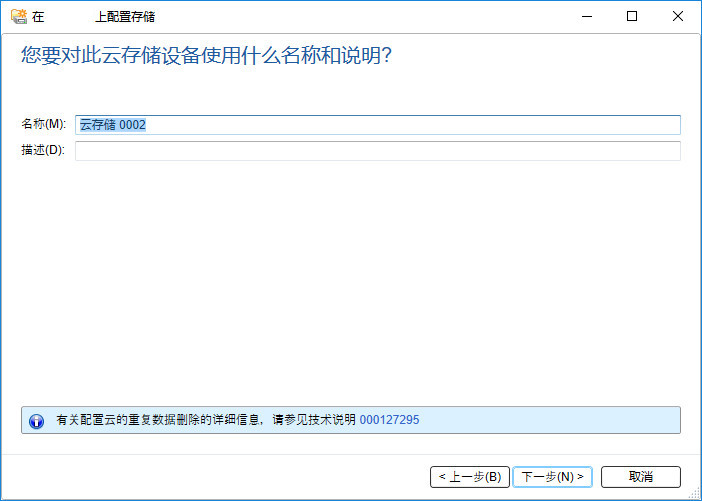 在 上配置存储
您要对此云存储设备使用什么名称和说明?
名称(M): 云存储 0002
描述(D):
有关配置云的重复数据删除的详细信息，请参见技术说明 000127295
< 上一步(B) 下一步(N) > 取消